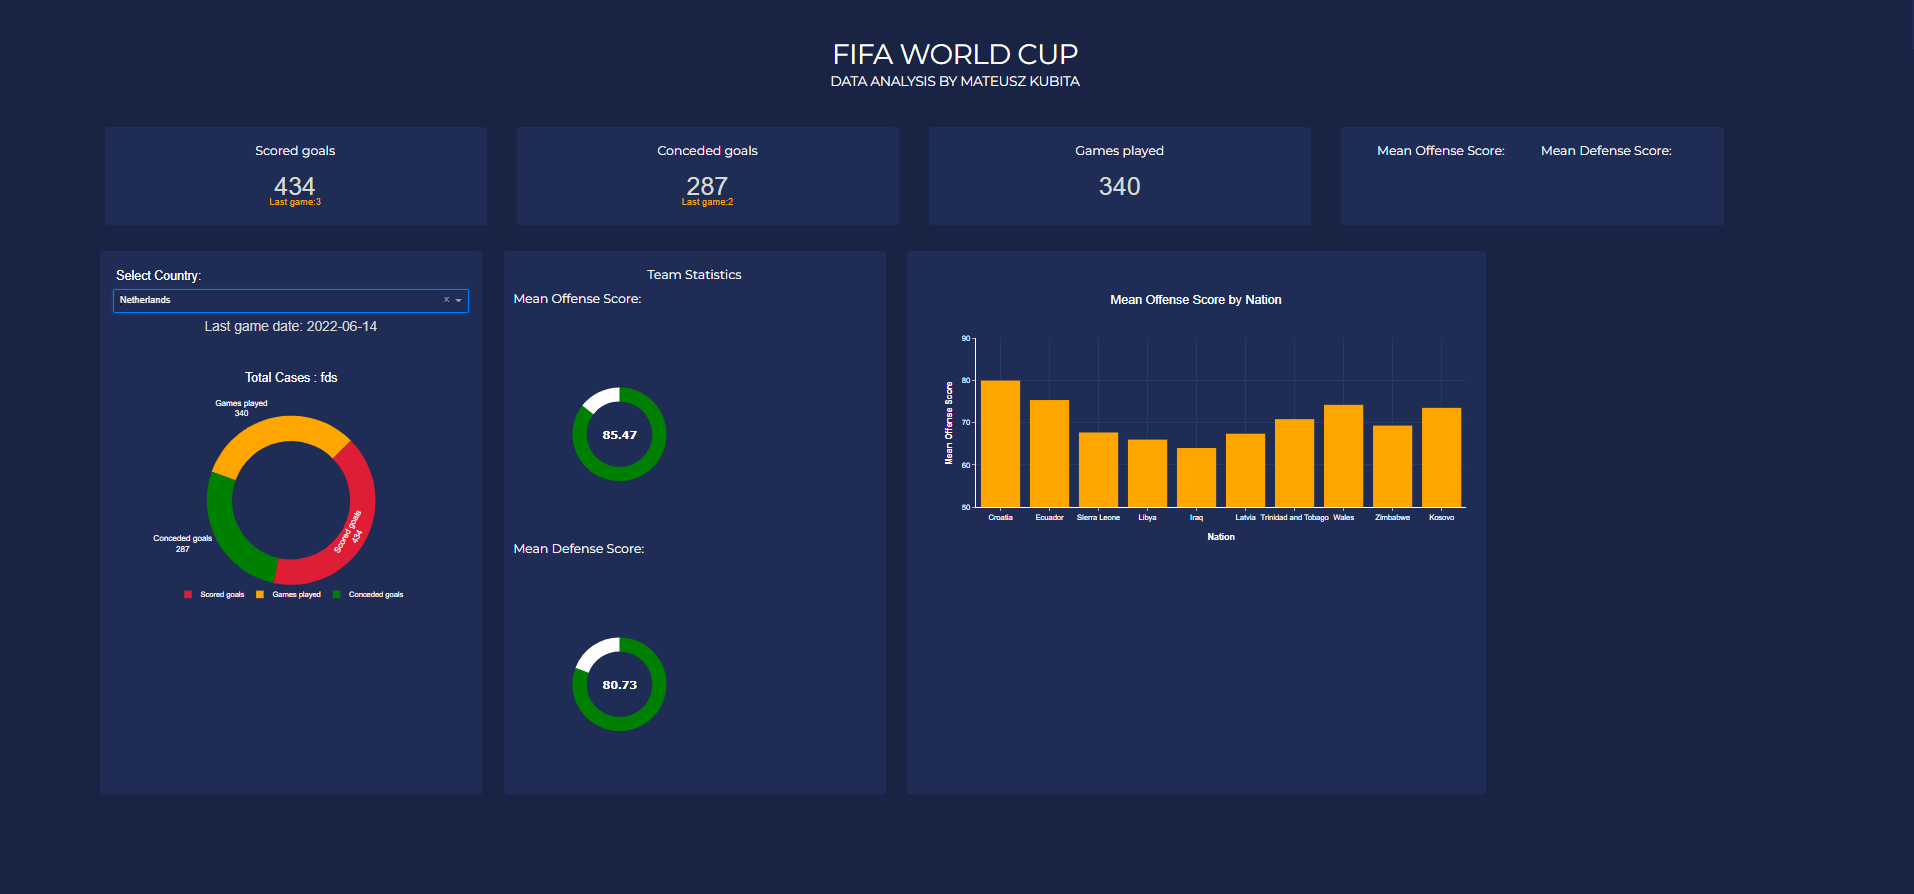 FIFA WORLD CUP
DATA ANALYSIS BY MATEUSZ KUBITA
Scored goals
434
Last game:3
Conceded goals
287
Last game:2
Games played
340
Mean Offense Score:
Mean Defense Score:
Select Country:
Netherlands
×
Last game date: 2022-06-14
Total Cases : fds
Games played
340
Conceded goals
287
Scored goals
434
Scored goals
Games played
Conceded goals
Team Statistics
Mean Offense Score:
85.47
Mean Defense Score:
80.73
Mean Offense Score by Nation
Mean Offense Score
90
80
70
60
50
Croatia
Ecuador
Sierra Leone
Libya
Iraq
Latvia
Trinidad and Tobago
Wales
Zimbabwe
Kosovo
Nation